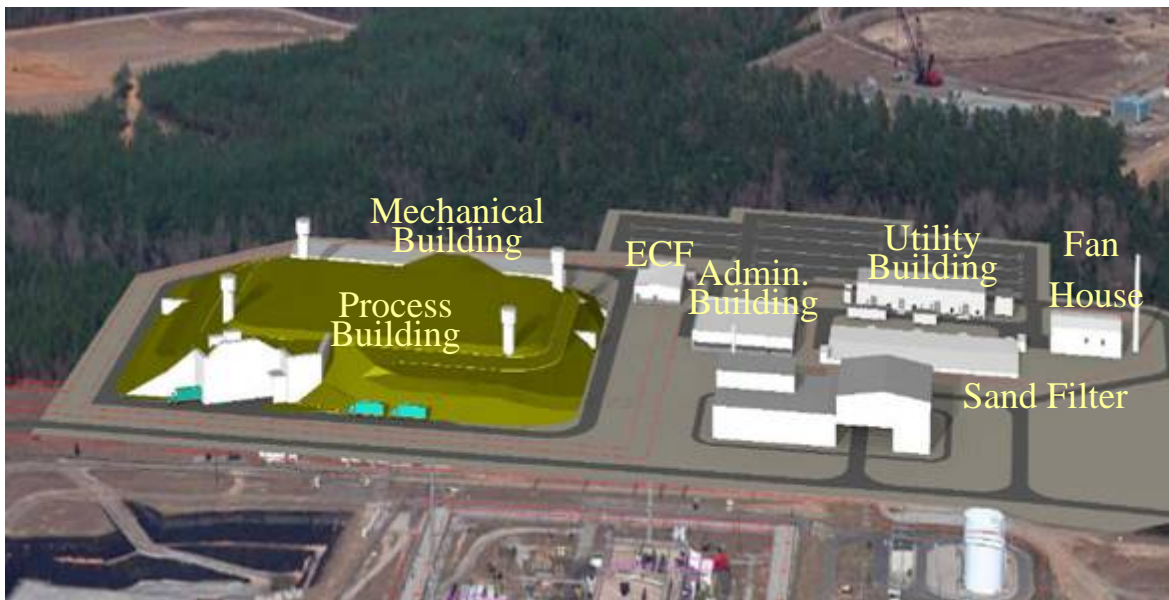 Mechanical
Building
Process
Building
ECF
Admin.
Building
Utility
Building
Fan
House
Sand Filter